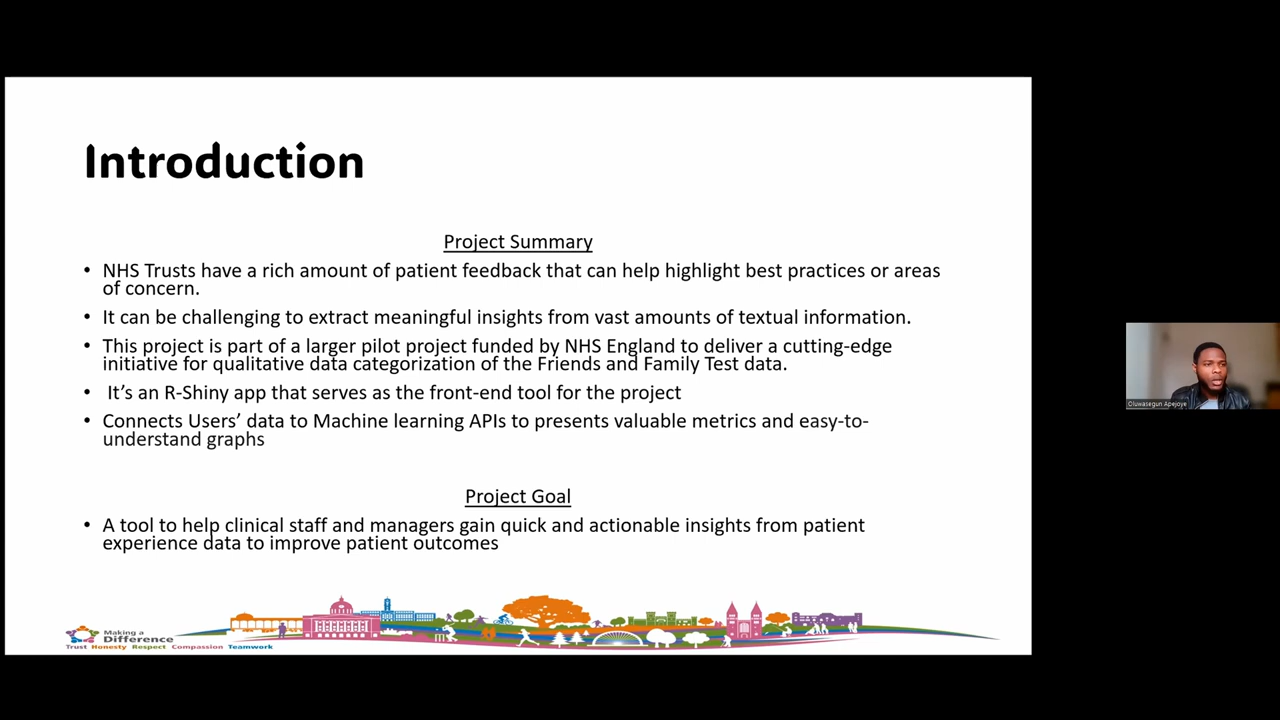 Introduction
Project Summary
• NHS Trusts have a rich amount of patient feedback that can help highlight best practices or areas
of concern.
• It can be challenging to extract meaningful insights from vast amounts of textual information.
• This project is part of a larger pilot project funded by NHS England to deliver a cutting-edge
initiative for qualitative data categorization of the Friends and Family Test data.
• It’s an R-Shiny app that serves as the front-end tool for the project
• Connects Users’ data to Machine learning APIs to presents valuable metrics and easy-to-
understand graphs
Project Goal
• A tool to help clinical staff and managers gain quick and actionable insights from patient
experience data to improve patient outcomes
Making a
Difference
Trust Honesty Respect Compassion Teamwork
Oluwasegun Apejoye